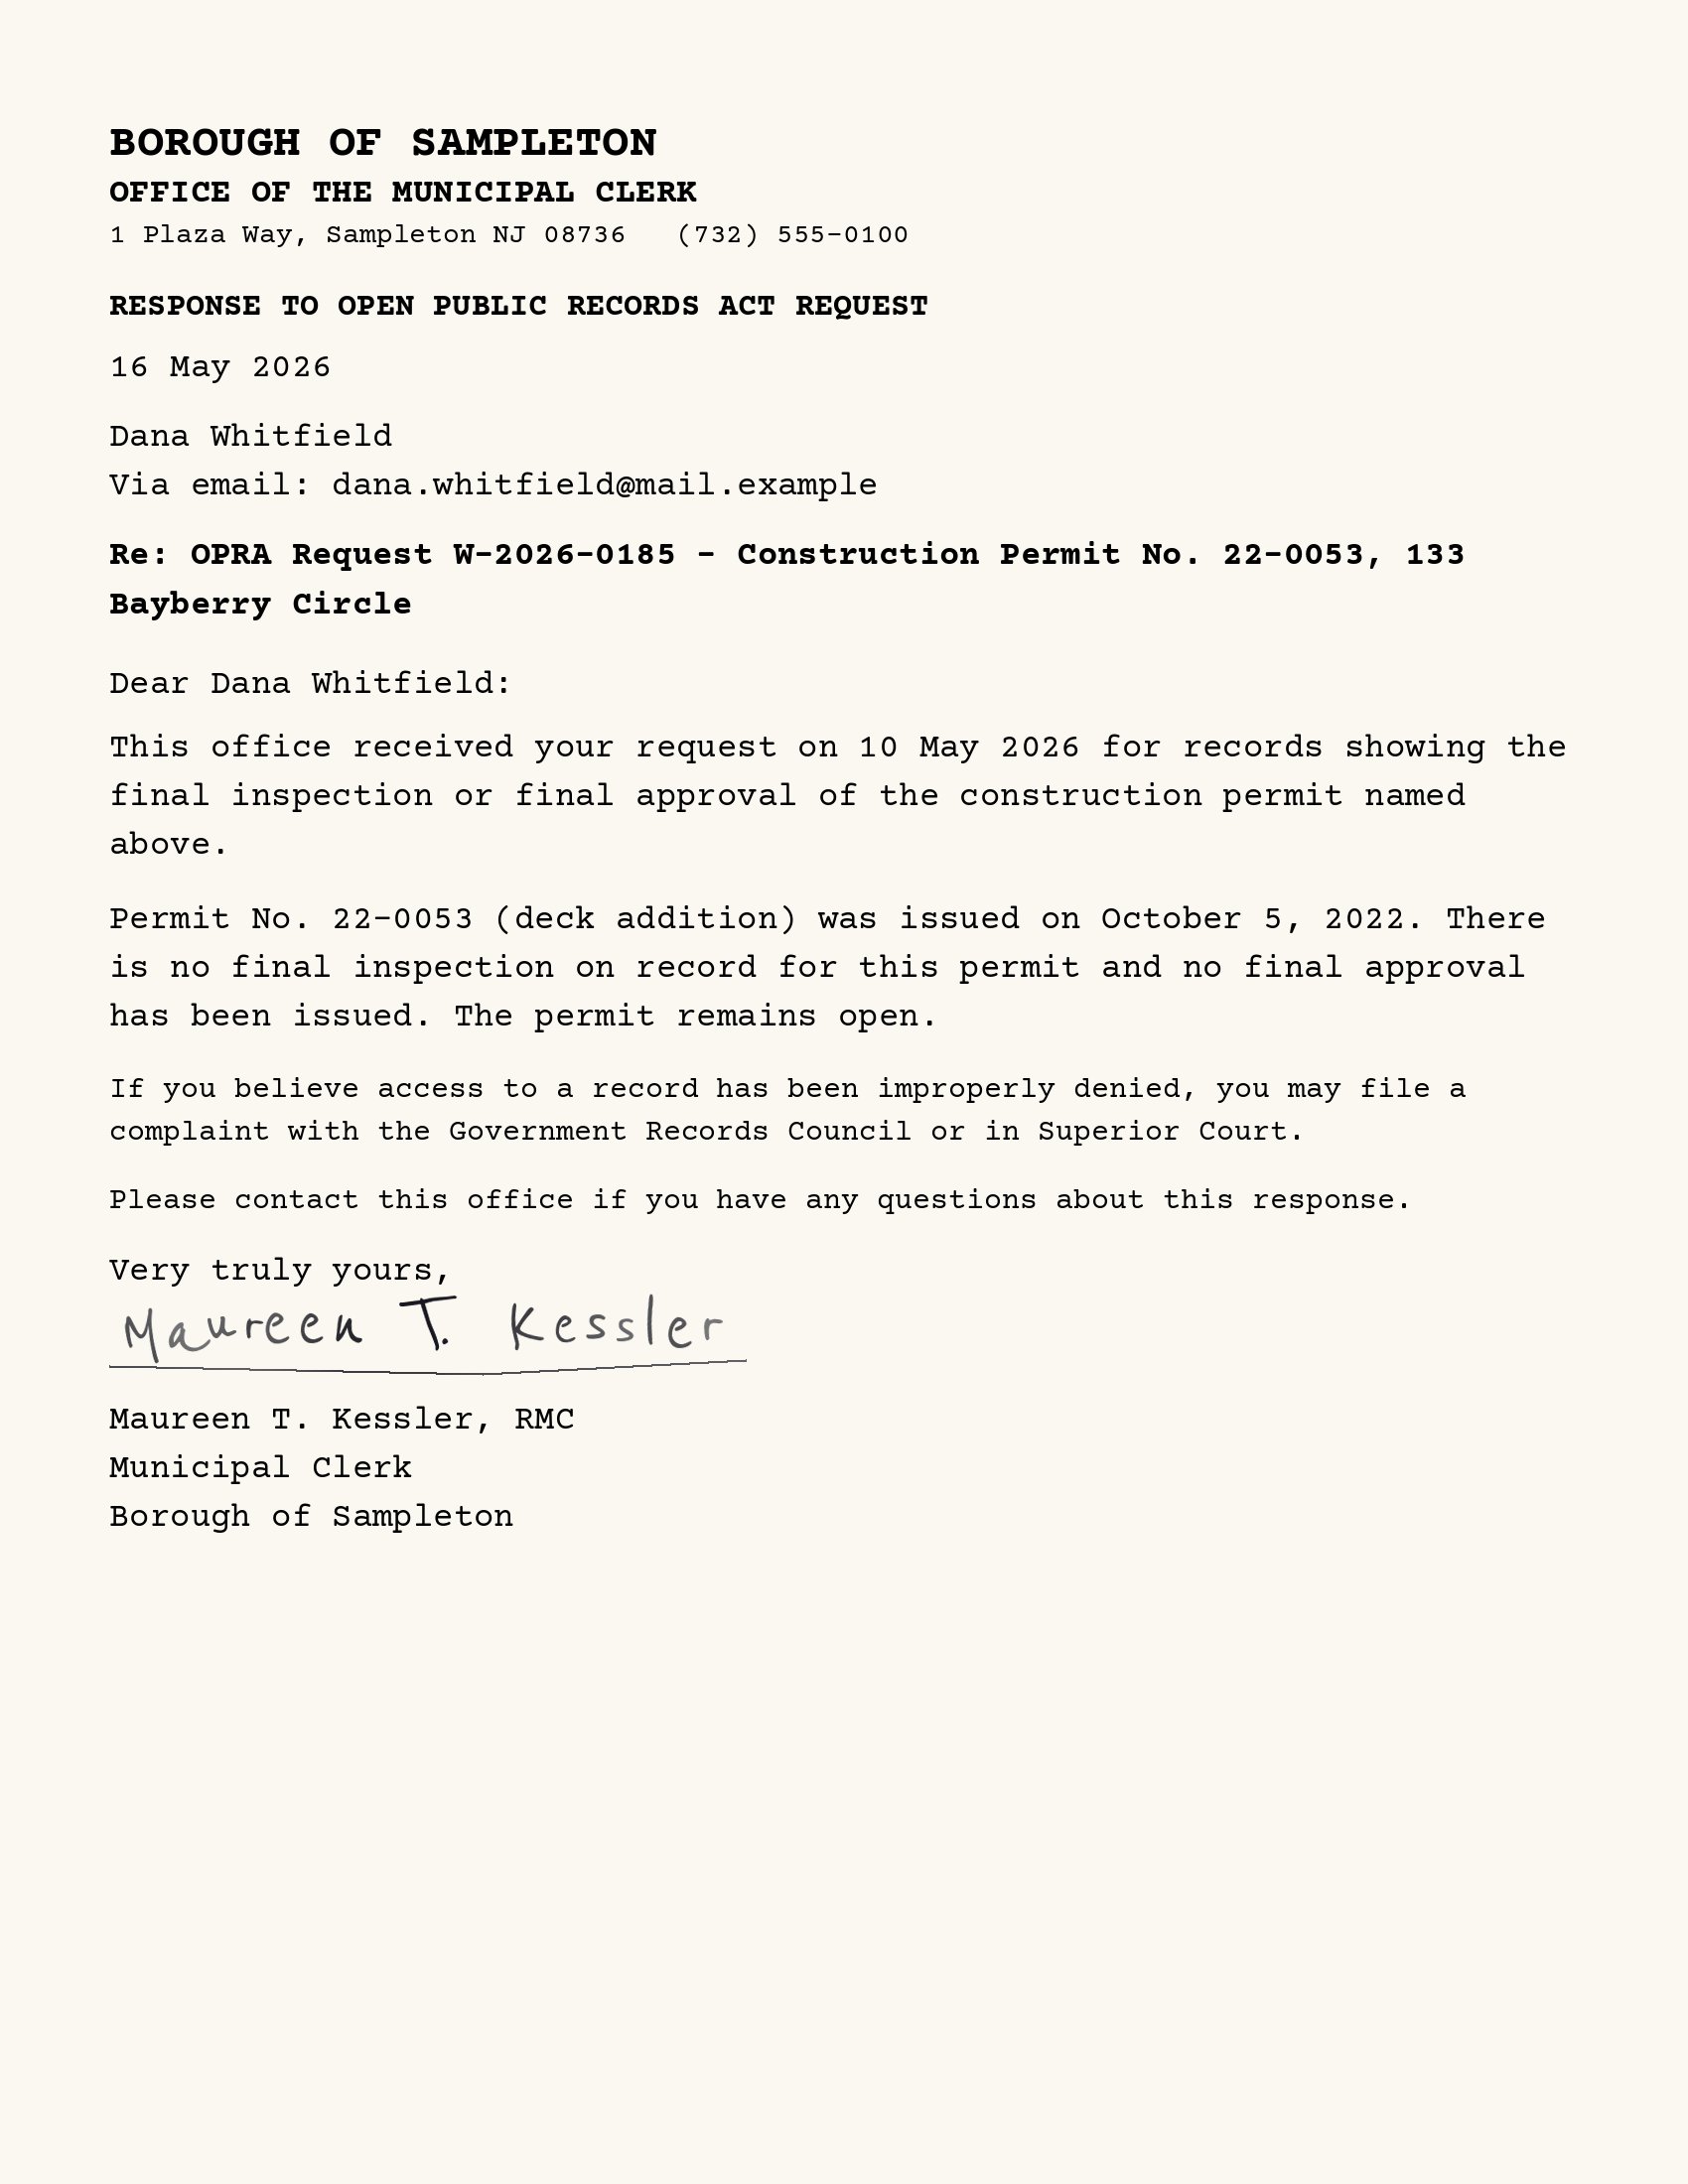 BOROUGH OF SAMPLETON
OFFICE OF THE MUNICIPAL CLERK
1 Plaza Way, Sampleton NJ 08736   (732) 555-0100
RESPONSE TO OPEN PUBLIC RECORDS ACT REQUEST
16 May 2026
Dana Whitfield
Via email: dana.whitfield@mail.example
Re: OPRA Request W-2026-0185 - Construction Permit No. 22-0053, 133
Bayberry Circle
Dear Dana Whitfield:
This office received your request on 10 May 2026 for records showing the
final inspection or final approval of the construction permit named
above.
Permit No. 22-0053 (deck addition) was issued on October 5, 2022. There
is no final inspection on record for this permit and no final approval
has been issued. The permit remains open.
If you believe access to a record has been improperly denied, you may file a
complaint with the Government Records Council or in Superior Court.
Please contact this office if you have any questions about this response.
Very truly yours,
Maureen T. Kessler
Maureen T. Kessler, RMC
Municipal Clerk
Borough of Sampleton